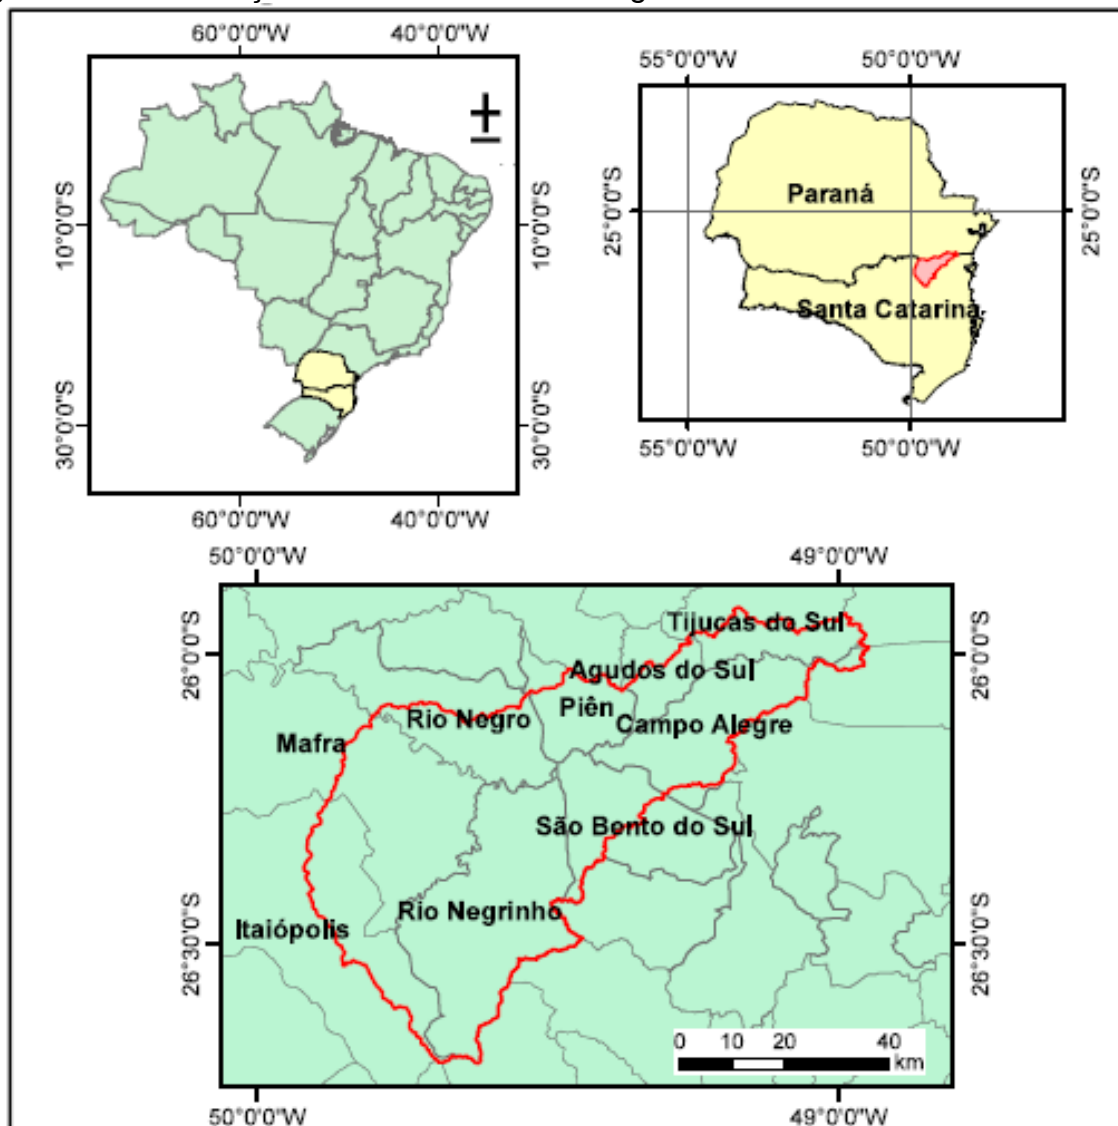 60°0'0"W 40°0'0"W
10°0'0"S
30°0'0"S
10°0'0"S
30°0'0"S
60°0'0"W 40°0'0"W
55°0'0"W 50°0'0"W
25°0'0"S
Paraná
Santa Catarina
25°0'0"S
55°0'0"W 50°0'0"W
50°0'0"W 49°0'0"W
26°0'0"S
26°30'0"S
Tijucas do Sul
Agudos do Sul
Piên
Rio Negro
Campo Alegre
Mafra
São Bento do Sul
Rio Negrinho
Itaiópolis
0 10 20 40
km
26°0'0"S
26°30'0"S
50°0'0"W 49°0'0"W